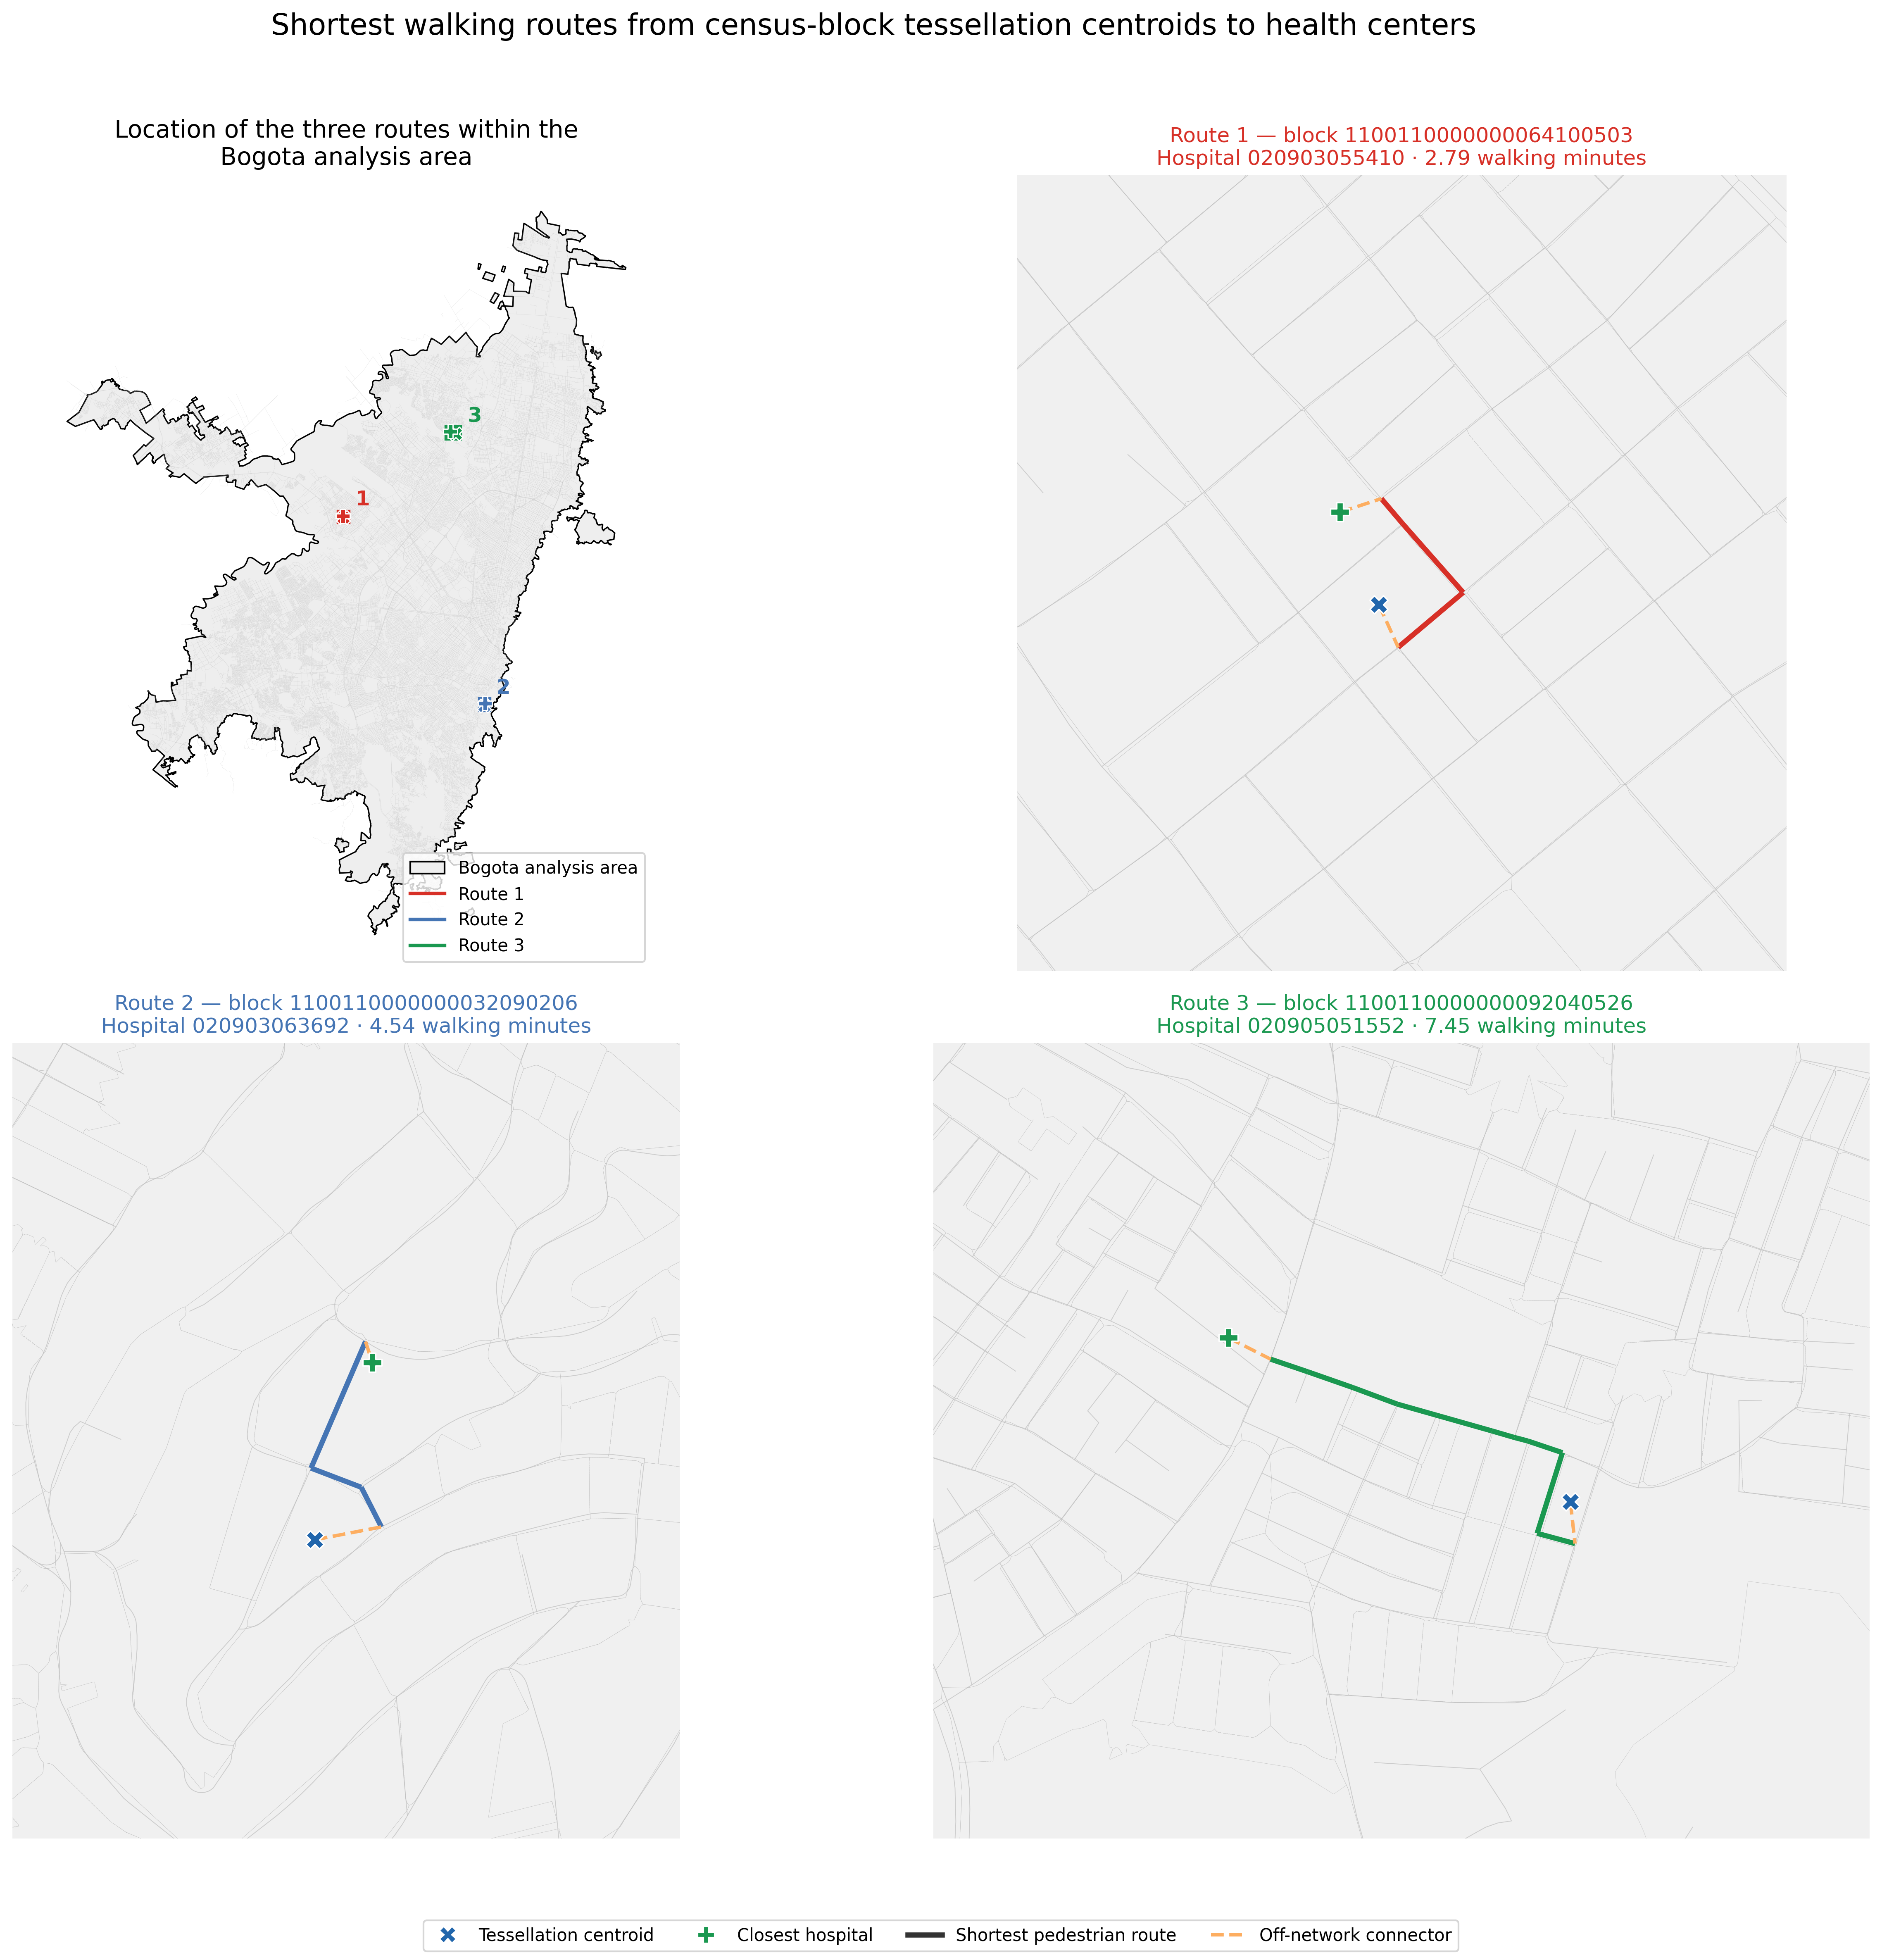 Shortest walking routes from census-block tessellation centroids to health centers
Location of the three routes within the
Bogota analysis area
3
1
2
Bogota analysis area
Route 1
Route 2
Route 3
Route 1 — block 1100110000000064100503
Hospital 020903055410 · 2.79 walking minutes
Route 2 — block 1100110000000032090206
Hospital 020903063692 · 4.54 walking minutes
Route 3 — block 1100110000000092040526
Hospital 020905051552 · 7.45 walking minutes
Tessellation centroid
Closest hospital
Shortest pedestrian route
Off-network connector